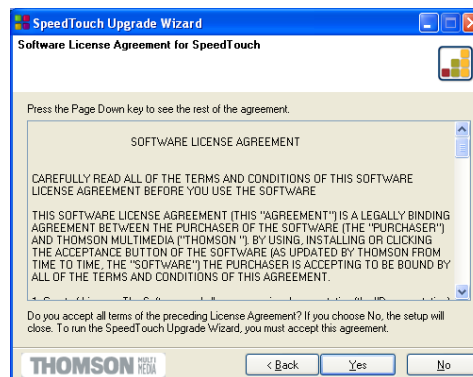 SpeedTouch Upgrade Wizard
Software License Agreement for SpeedTouch
Press the Page Down key to see the rest of the agreement.
SOFTWARE LICENSE AGREEMENT
CAREFULLY READ ALL OF THE TERMS AND CONDITIONS OF THIS SOFTWARE
LICENSE AGREEMENT BEFORE YOU USE THE SOFTWARE
THIS SOFTWARE LICENSE AGREEMENT (THIS "AGREEMENT") IS A LEGALLY BINDING
AGREEMENT BETWEEN THE PURCHASER OF THE SOFTWARE (THE "PURCHASER")
AND THOMSON MULTIMEDIA ("THOMSON "). BY USING, INSTALLING OR CLICKING
THE ACCEPTANCE BUTTON OF THE SOFTWARE (AS UPDATED BY THOMSON FROM
TIME TO TIME, THE "SOFTWARE") THE PURCHASER IS ACCEPTING TO BE BOUND BY
ALL OF THE TERMS AND CONDITIONS OF THIS AGREEMENT.
Do you accept all terms of the preceding License Agreement? If you choose No, the setup will
close. To run the SpeedTouch Upgrade Wizard, you must accept this agreement.
THOMSON MULTI MEDIA
< Back
Yes
No